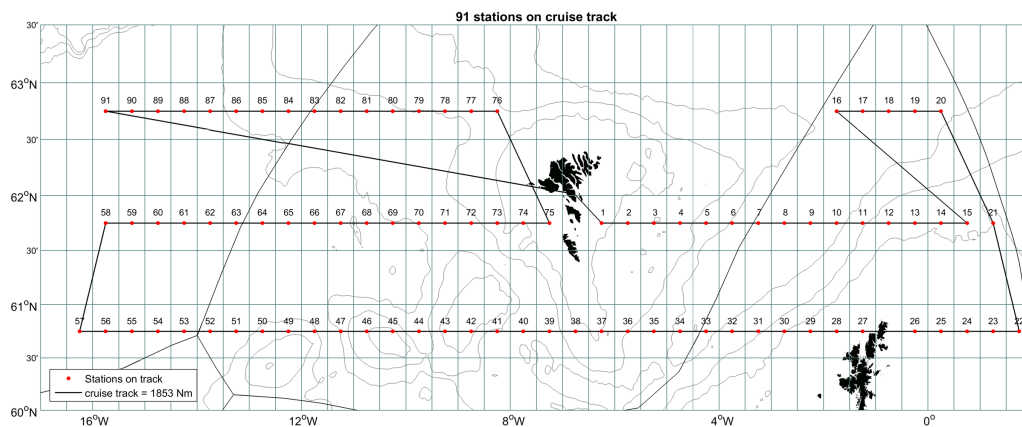 91 stations on cruise track
30'
63°N
91 90 89 88 87 86 85 84 83 82 81 80 79 78 77 76 16 17 18 19 20
30'
62°N
58 59 60 61 62 63 64 65 66 67 68 69 70 71 72 73 74 75 1 2 3 4 5 6 7 8 9 10 11 12 13 14 15 21
30'
61°N
57 56 55 54 53 52 51 50 49 48 47 46 45 44 43 42 41 40 39 38 37 36 35 34 33 32 31 30 29 28 27 26 25 24 23 22
30'
Stations on track
cruise track = 1853 Nm
60°N
16°W 12°W 8°W 4°W 0°